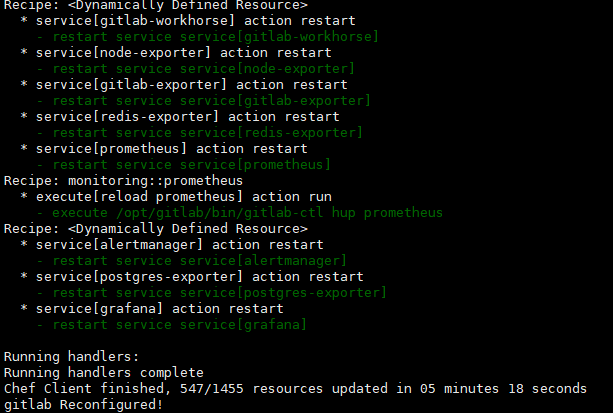 Recipe: <Dynamically Defined Resource>
* service[gitlab-workhorse] action restart
- restart service service[gitlab-workhorse]
* service[node-exporter] action restart
- restart service service[node-exporter]
* service[gitlab-exporter] action restart
- restart service service[gitlab-exporter]
* service[redis-exporter] action restart
- restart service service[redis-exporter]
* service[prometheus] action restart
- restart service service[prometheus]
Recipe: monitoring::prometheus
* execute[reload prometheus] action run
- execute /opt/gitlab/bin/gitlab-ctl hup prometheus
Recipe: <Dynamically Defined Resource>
* service[alertmanager] action restart
- restart service service[alertmanager]
* service[postgres-exporter] action restart
- restart service service[postgres-exporter]
* service[grafana] action restart
- restart service service[grafana]
Running handlers:
Running handlers complete
Chef Client finished, 547/1455 resources updated in 05 minutes 18 seconds
gitlab Reconfigured!